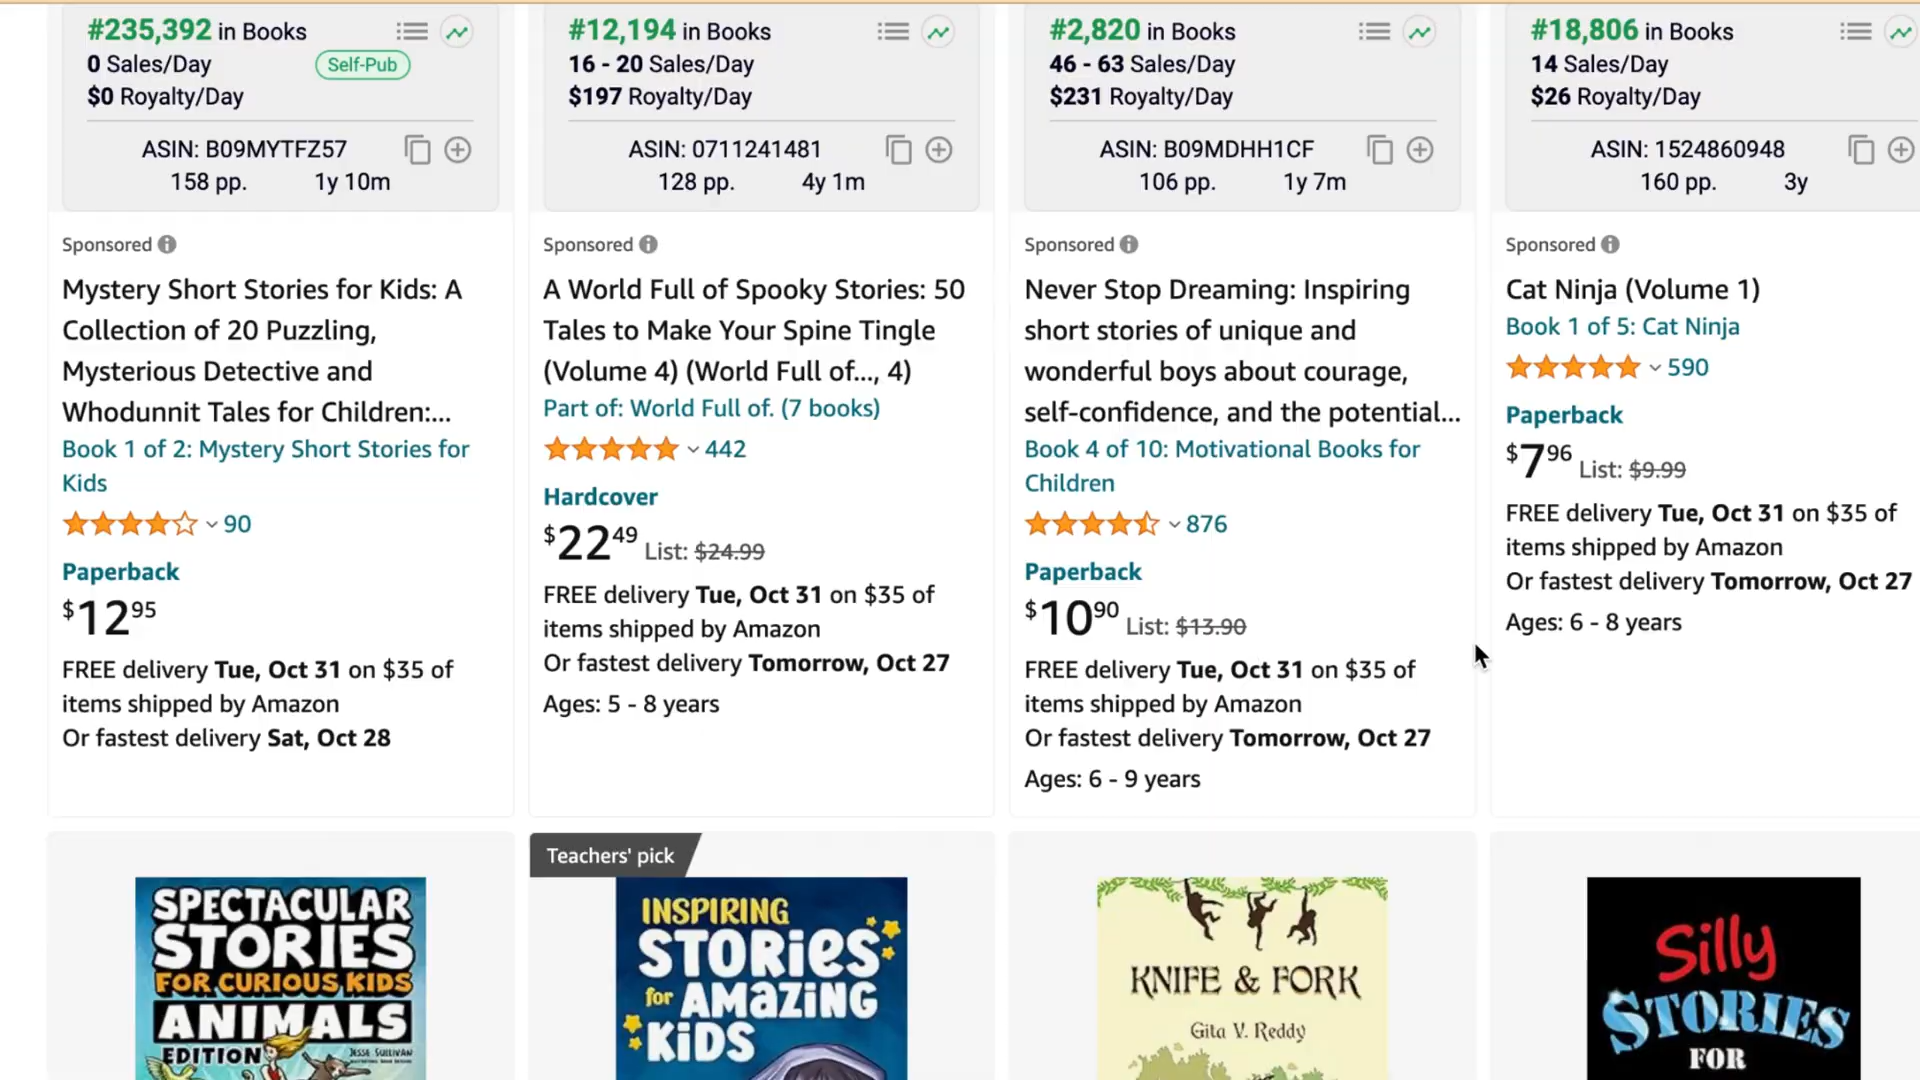 #235,392 in Books
0 Sales/Day
Self-Pub
$0 Royalty/Day
ASIN: B09MYTFZ57
158 pp. 1y 10m
Sponsored
Mystery Short Stories for Kids: A
Collection of 20 Puzzling,
Mysterious Detective and
Whodunnit Tales for Children:...
Book 1 of 2: Mystery Short Stories for
Kids
90
Paperback
$12 95
FREE delivery Tue, Oct 31 on $35 of
items shipped by Amazon
Or fastest delivery Sat, Oct 28
#12,194 in Books
16 - 20 Sales/Day
$197 Royalty/Day
ASIN: 0711241481
128 pp. 4y 1m
Sponsored
A World Full of Spooky Stories: 50
Tales to Make Your Spine Tingle
(Volume 4) (World Full of..., 4)
Part of: World Full of. (7 books)
442
Hardcover
$22 49 List: $24.99
FREE delivery Tue, Oct 31 on $35 of
items shipped by Amazon
Or fastest delivery Tomorrow, Oct 27
Ages: 5 - 8 years
#2,820 in Books
46 - 63 Sales/Day
$231 Royalty/Day
ASIN: B09MDHH1CF
106 pp. 1y 7m
Sponsored
Never Stop Dreaming: Inspiring
short stories of unique and
wonderful boys about courage,
self-confidence, and the potential...
Book 4 of 10: Motivational Books for
Children
876
Paperback
$10 90 List: $13.90
FREE delivery Tue, Oct 31 on $35 of
items shipped by Amazon
Or fastest delivery Tomorrow, Oct 27
Ages: 6 - 9 years
#18,806 in Books
14 Sales/Day
$26 Royalty/Day
ASIN: 1524860948
160 pp. 3y
Sponsored
Cat Ninja (Volume 1)
Book 1 of 5: Cat Ninja
590
Paperback
$7 96 List: $9.99
FREE delivery Tue, Oct 31 on $35 of
items shipped by Amazon
Or fastest delivery Tomorrow, Oct 27
Ages: 6 - 8 years
SPECTACULAR
STORIES
FOR CURIOUS KIDS
ANIMALS
EDITION
JESSE SULLIVAN
Teachers' pick
INSPIRING
STORIES
for AMAZING
KIDS
KNIFE & FORK
Gita V. Reddy
Silly
STORIES
FOR